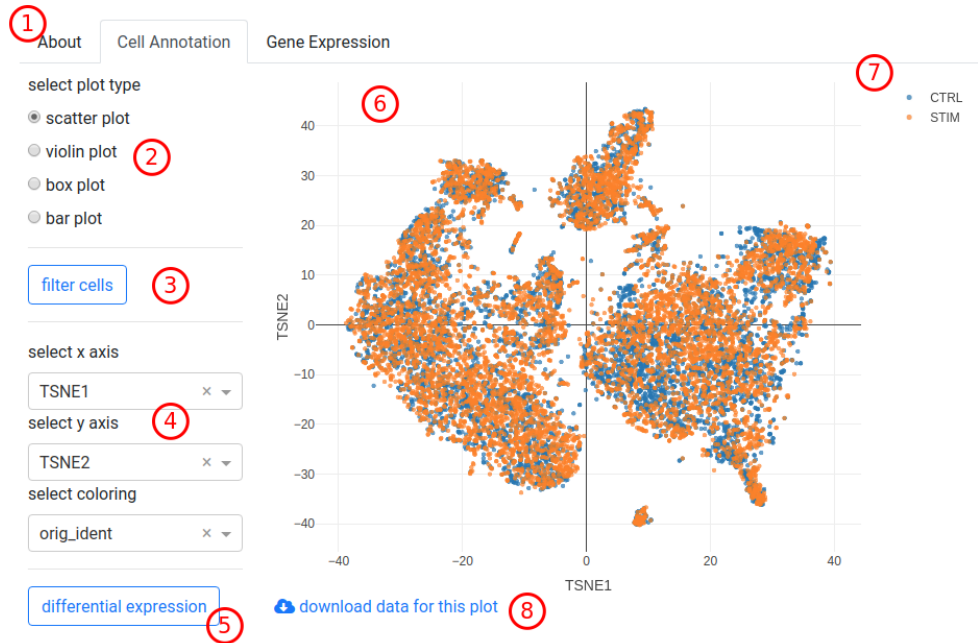 1
About Cell Annotation Gene Expression
select plot type
scatter plot
violin plot
2
box plot
bar plot
filter cells
3
select x axis
TSNE1 ×
select y axis
4
TSNE2 ×
select coloring
orig_ident ×
differential expression
5
6
7
CTRL
STIM
40
30
20
10
0
−10
−20
−30
−40
TSNE2
−40 −20 0 20 40
TSNE1
download data for this plot
8